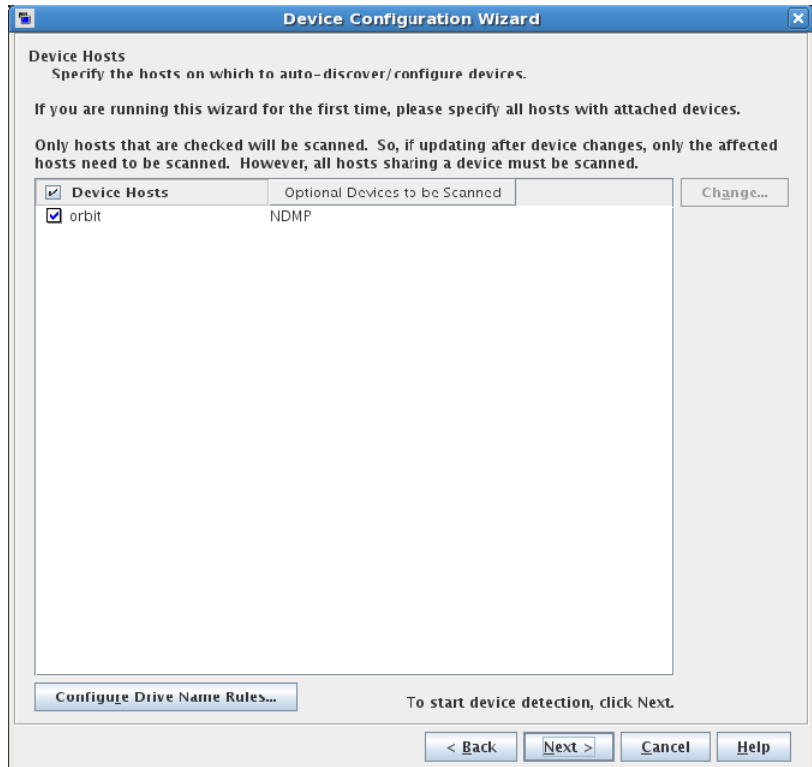 Device Configuration Wizard
Device Hosts
Specify the hosts on which to auto-discover/configure devices.
If you are running this wizard for the first time, please specify all hosts with attached devices.
Only hosts that are checked will be scanned. So, if updating after device changes, only the affected
hosts need to be scanned. However, all hosts sharing a device must be scanned.
Device Hosts Optional Devices to be Scanned Change...
orbit NDMP
Configure Drive Name Rules... To start device detection, click Next.
< Back Next > Cancel Help